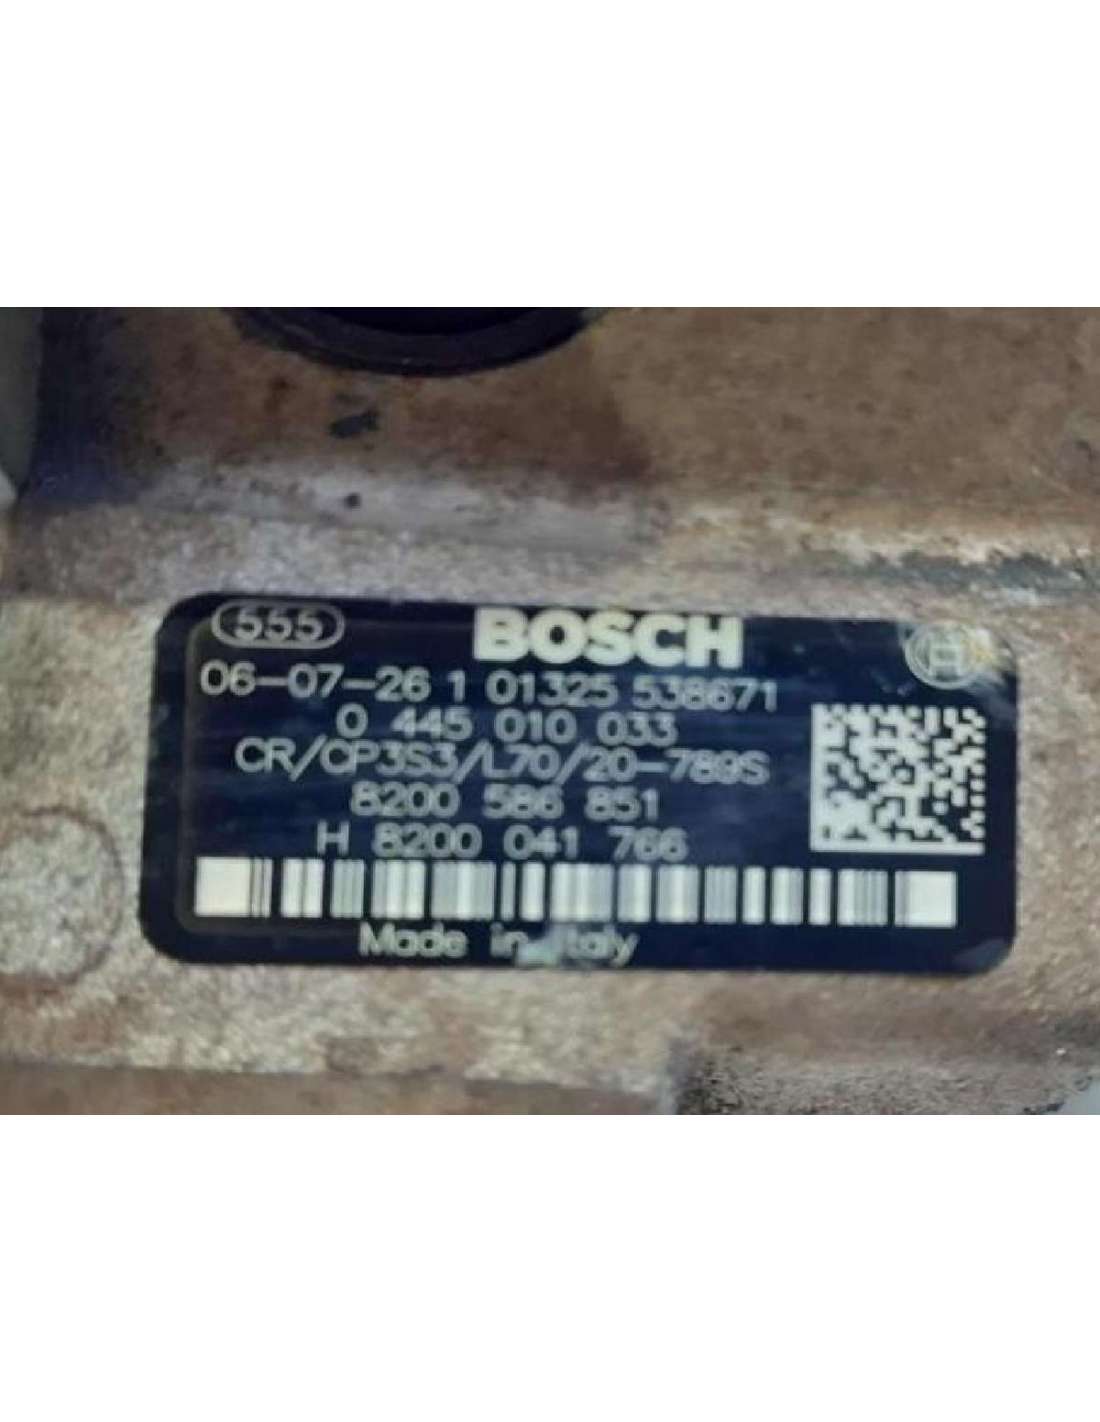 555
BOSCH
06-07-26 1 01325 538671
0 445 010 033
CR/CP3S3/L70/20-789S
8200 586 851
H 8200 041 766
Made in Italy